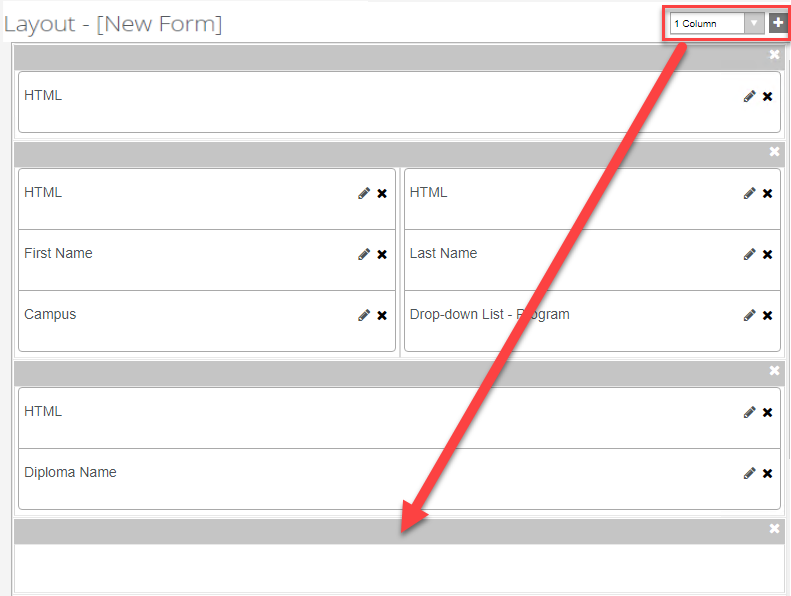 Layout - [New Form]
1 Column
HTML
HTML
HTML
First Name
Last Name
Campus
Drop-down List - Program
HTML
Diploma Name